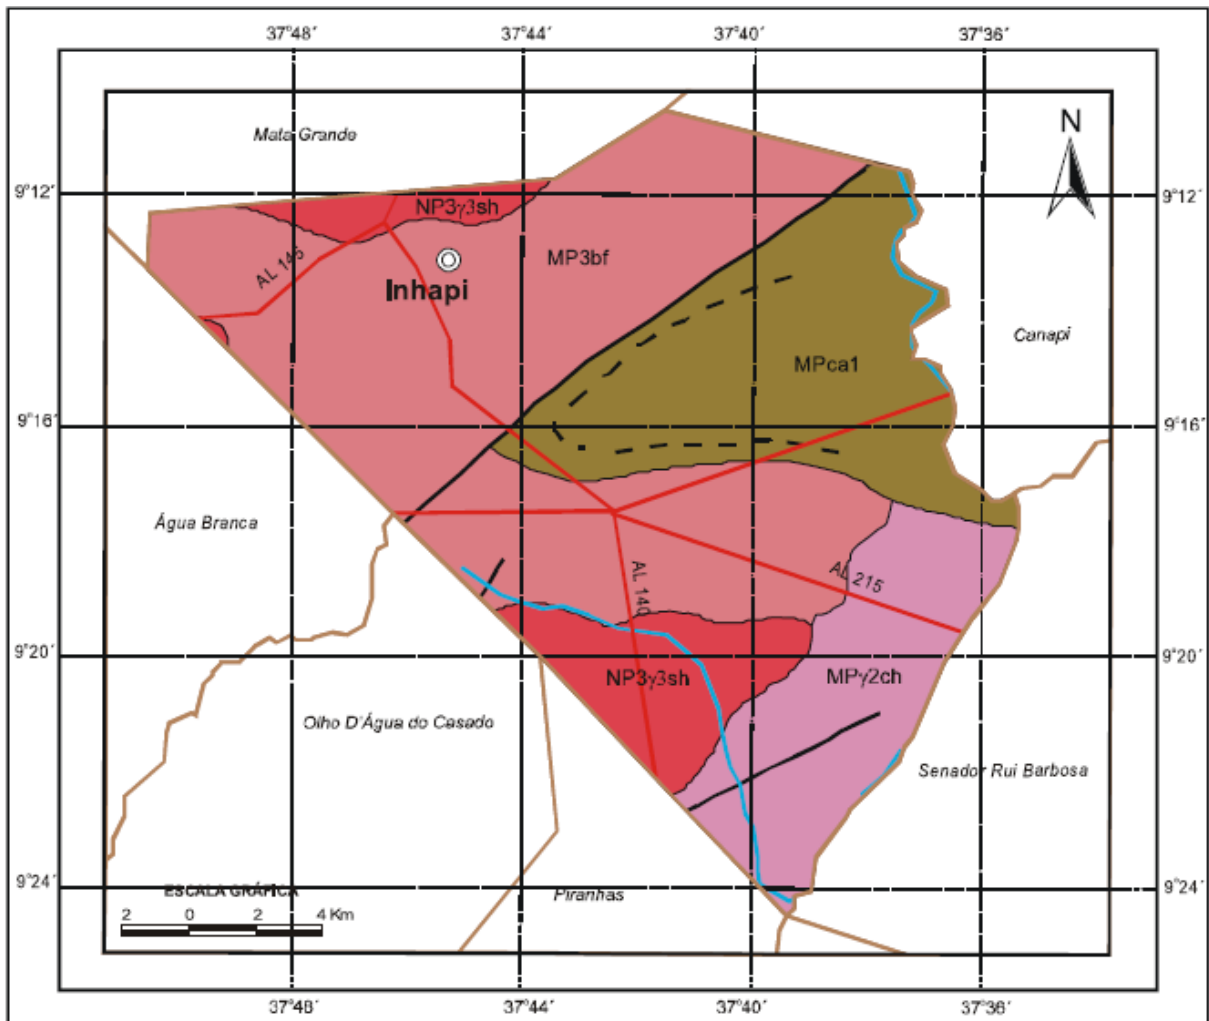 37°48´ 37°44´ 37°40´ 37°36´
Mata Grande
N
9°12´ 9°12´
NP3γ3sh
AL 145
MP3bf
Inhapi
Canapi
MPca1
9°16´ 9°16´
Água Branca
AL 140
AL 215
9°20´ 9°20´
NP3γ3sh
MPγ2ch
Olho D´Água do Casado
Senador Rui Barbosa
9°24´ 9°24´
ESCALA GRÁFICA
Piranhas
2 0 2 4 Km
37°48´ 37°44´ 37°40´ 37°36´